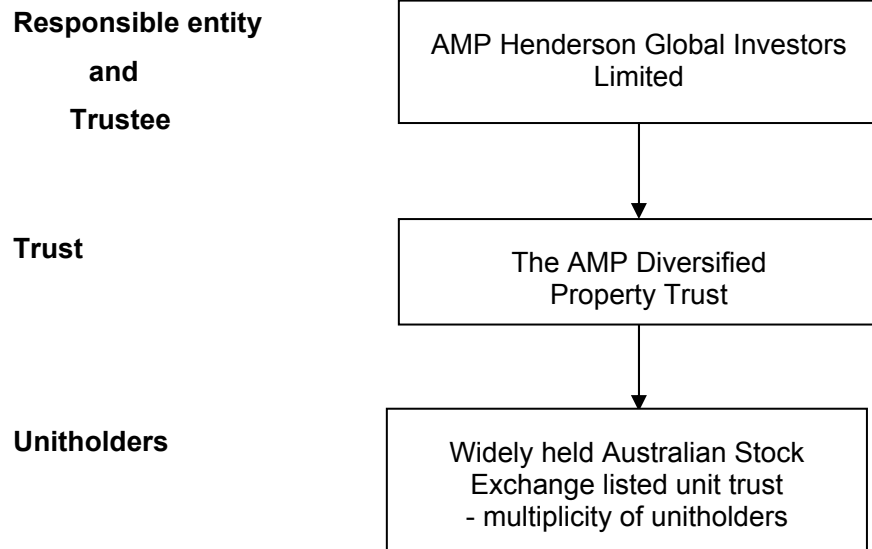 Responsible entity
and
Trustee
AMP Henderson Global Investors
Limited
Trust
The AMP Diversified
Property Trust
Unitholders
Widely held Australian Stock
Exchange listed unit trust
- multiplicity of unitholders